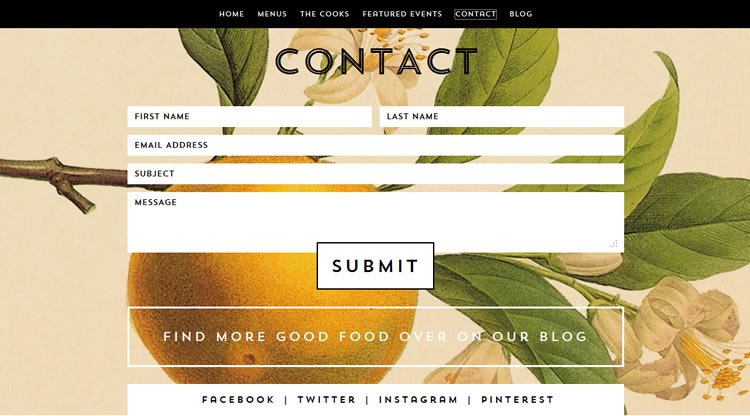 HOME MENUS THE COOKS FEATURED EVENTS CONTACT BLOG
CONTACT
FIRST NAME LAST NAME
EMAIL ADDRESS
SUBJECT
MESSAGE
SUBMIT
FIND MORE GOOD FOOD OVER ON OUR BLOG
FACEBOOK | TWITTER | INSTAGRAM | PINTEREST